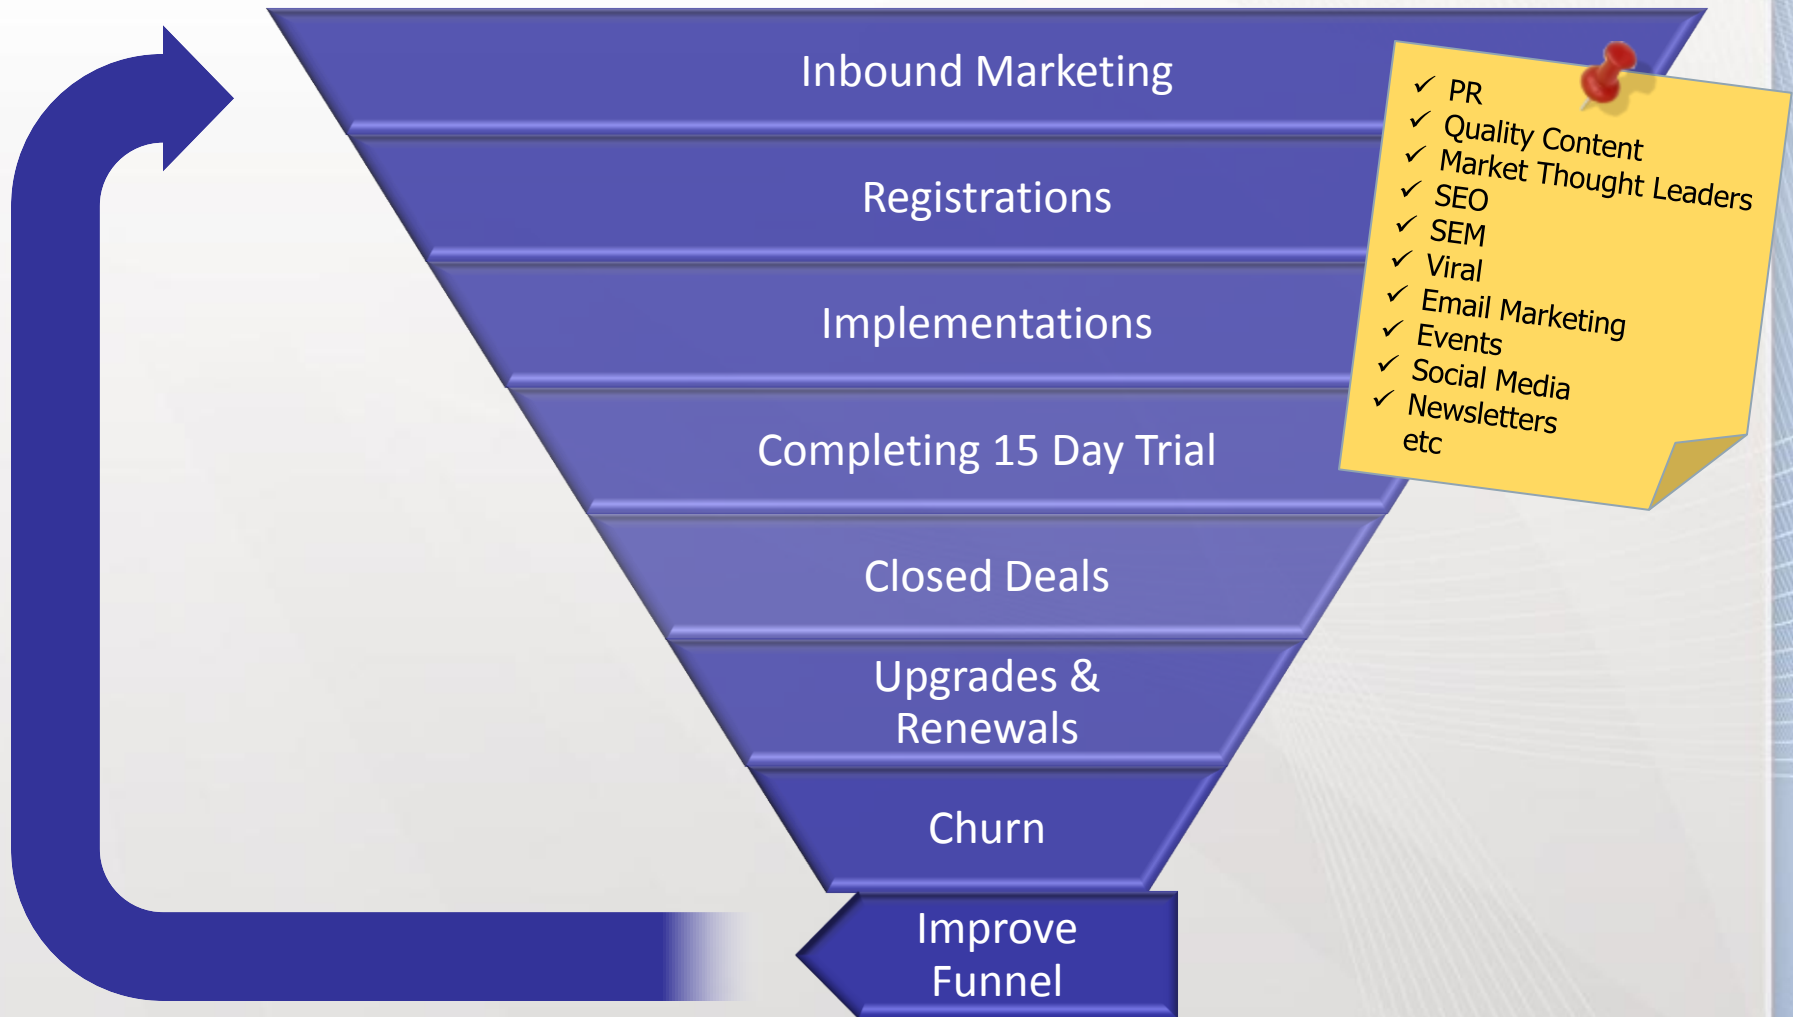 Inbound Marketing
Registrations
Implementations
Completing 15 Day Trial
Closed Deals
Upgrades &
Renewals
Churn
Improve
Funnel
✓ PR
✓ Quality Content
✓ Market Thought Leaders
✓ SEO
✓ SEM
✓ Viral
✓ Email Marketing
✓ Events
✓ Social Media
✓ Newsletters
etc